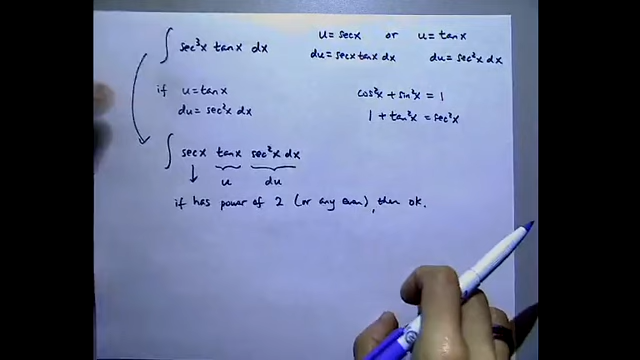 ∫ sec³x tanx dx
u = secx or u = tanx
du = secx tanx dx du = sec²x dx
if u = tanx
du = sec²x dx
cos²x + sin²x = 1
1 + tan²x = sec²x
∫ secx tanx sec²x dx
u du
if has power of 2 (or any even), then ok.